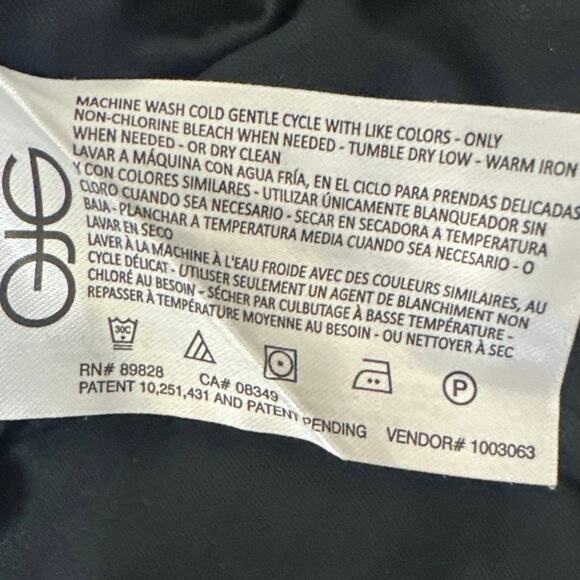 MACHINE WASH COLD GENTLE CYCLE WITH LIKE COLORS - ONLY
NON-CHLORINE BLEACH WHEN NEEDED - TUMBLE DRY LOW - WARM IRON
WHEN NEEDED - OR DRY CLEAN
LAVAR A MÁQUINA CON AGUA FRÍA, EN EL CICLO PARA PRENDAS DELICADAS
Y CON COLORES SIMILARES - UTILIZAR ÚNICAMENTE BLANQUEADOR SIN
CLORO CUANDO SEA NECESARIO - SECAR EN SECADORA A TEMPERATURA
BAJA - PLANCHAR A TEMPERATURA MEDIA CUANDO SEA NECESARIO - O
LAVAR EN SECO
LAVER À LA MACHINE À L'EAU FROIDE AVEC DES COULEURS SIMILAIRES, AU
CYCLE DÉLICAT - UTILISER SEULEMENT UN AGENT DE BLANCHIMENT NON
CHLORÉ AU BESOIN - SÉCHER PAR CULBUTAGE À BASSE TEMPÉRATURE -
REPASSER À TEMPÉRATURE MOYENNE AU BESOIN - OU NETTOYER À SEC
30C
P
RN# 89828 CA# 08349
PATENT 10,251,431 AND PATENT PENDING VENDOR# 1003063